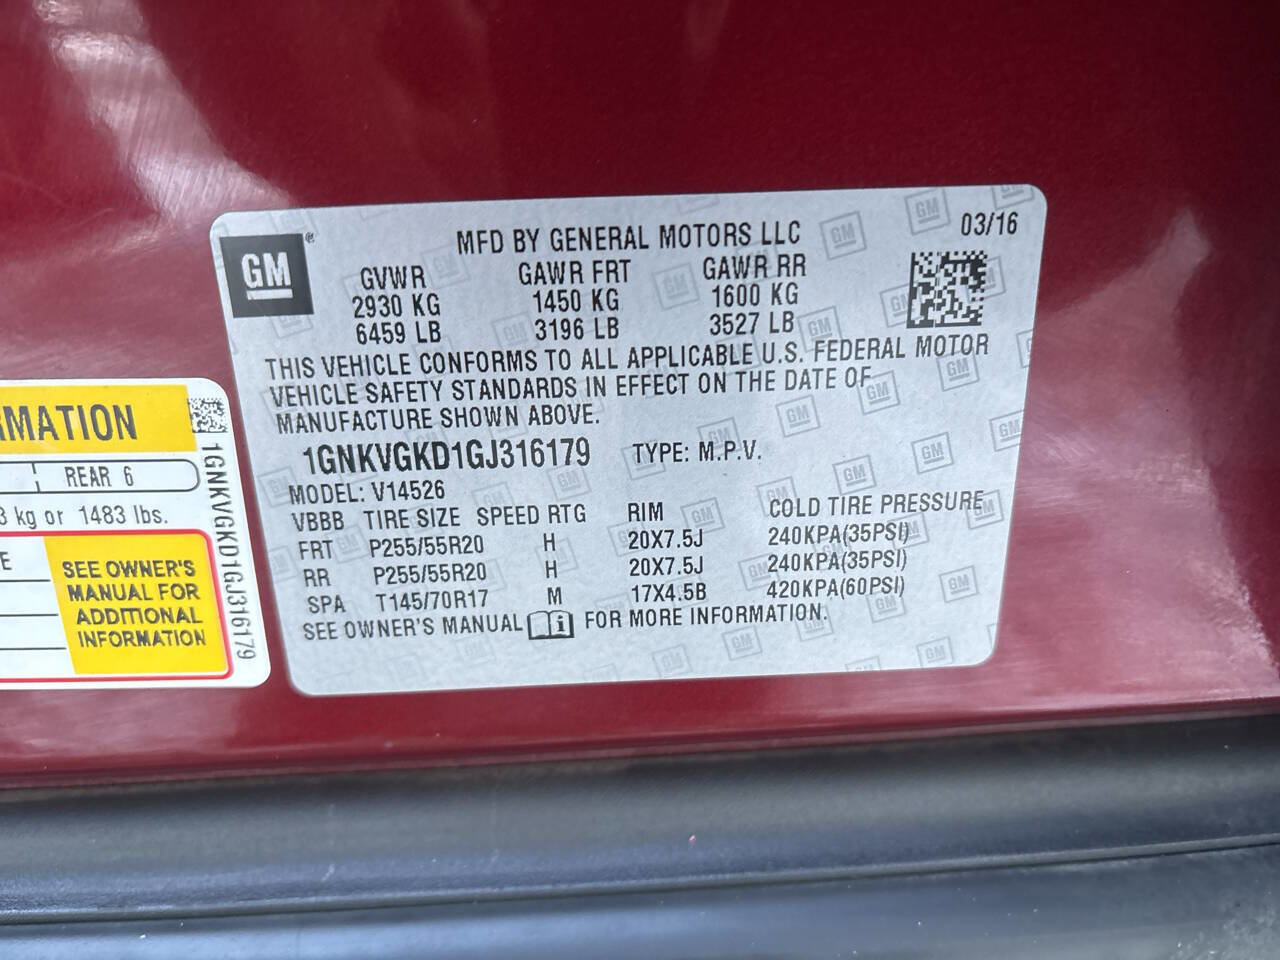 GM®
MFD BY GENERAL MOTORS LLC
03/16
GVWR GAWR FRT GAWR RR
2930 KG 1450 KG 1600 KG
6459 LB 3196 LB 3527 LB
THIS VEHICLE CONFORMS TO ALL APPLICABLE U.S. FEDERAL MOTOR
VEHICLE SAFETY STANDARDS IN EFFECT ON THE DATE OF
MANUFACTURE SHOWN ABOVE.
1GNKVGKD1GJ316179 TYPE: M.P.V.
MODEL: V14526
VBBB TIRE SIZE SPEED RTG RIM COLD TIRE PRESSURE
FRT P255/55R20 H 20X7.5J 240KPA(35PSI)
RR P255/55R20 H 20X7.5J 240KPA(35PSI)
SPA T145/70R17 M 17X4.5B 420KPA(60PSI)
SEE OWNER'S MANUAL i FOR MORE INFORMATION.
RMATION
REAR 6
3 kg or 1483 lbs.
E
SEE OWNER'S
MANUAL FOR
ADDITIONAL
INFORMATION
1GNKVGKD1GJ316179